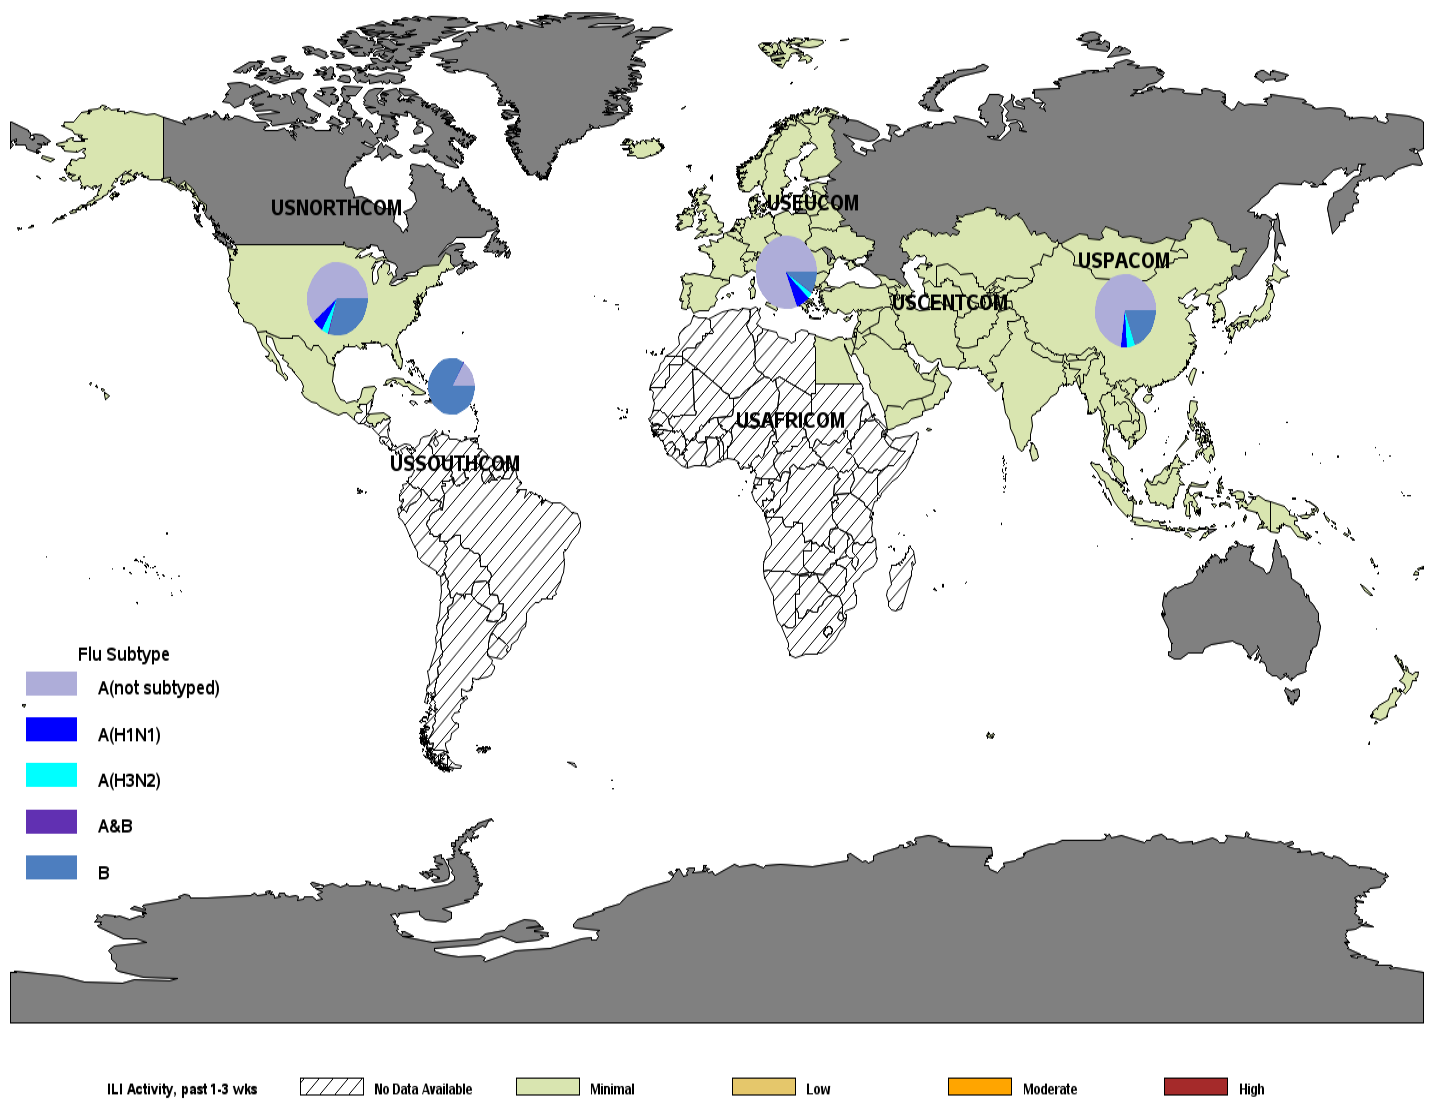 USNORTHCOM
USEUCOM
USPACOM
USCENTCOM
USAFRICOM
USSOUTHCOM
Flu Subtype
A(not subtyped)
A(H1N1)
A(H3N2)
A&B
B
ILI Activity, past 1-3 wks No Data Available Minimal Low Moderate High